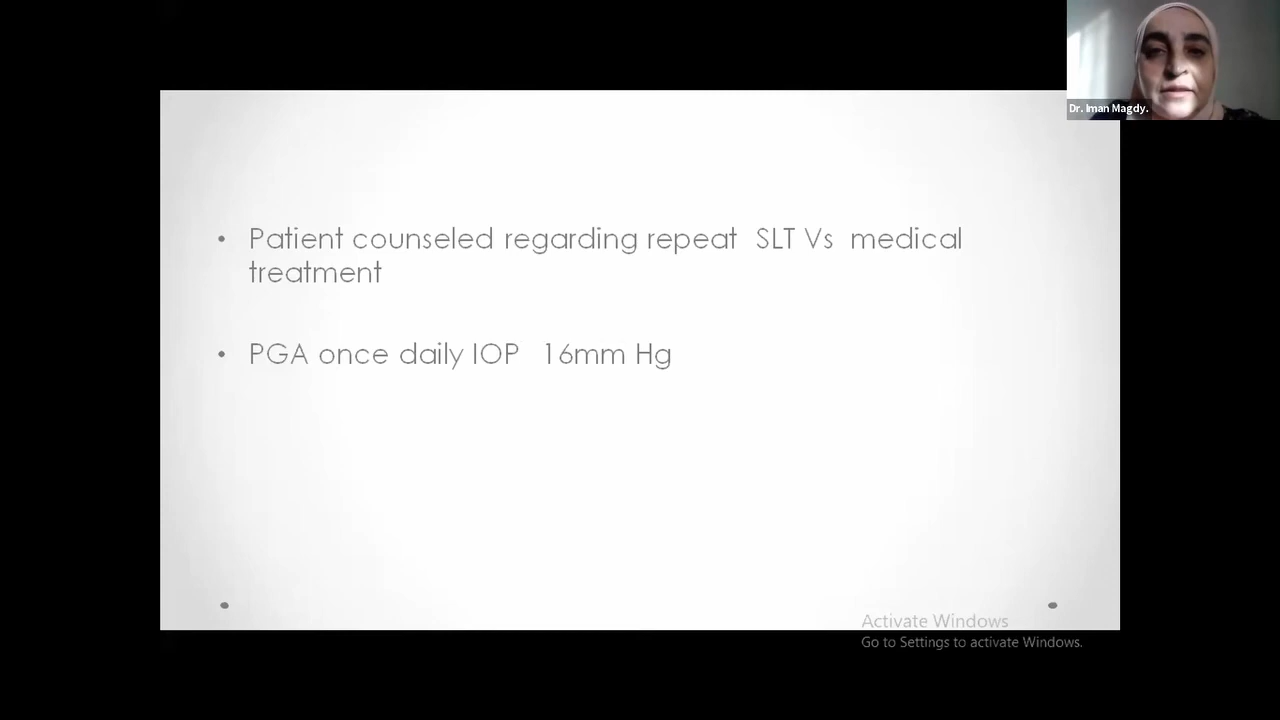 Dr. Iman Magdy.
• Patient counseled regarding repeat SLT Vs medical
treatment
• PGA once daily IOP 16mm Hg
Activate Windows
Go to Settings to activate Windows.